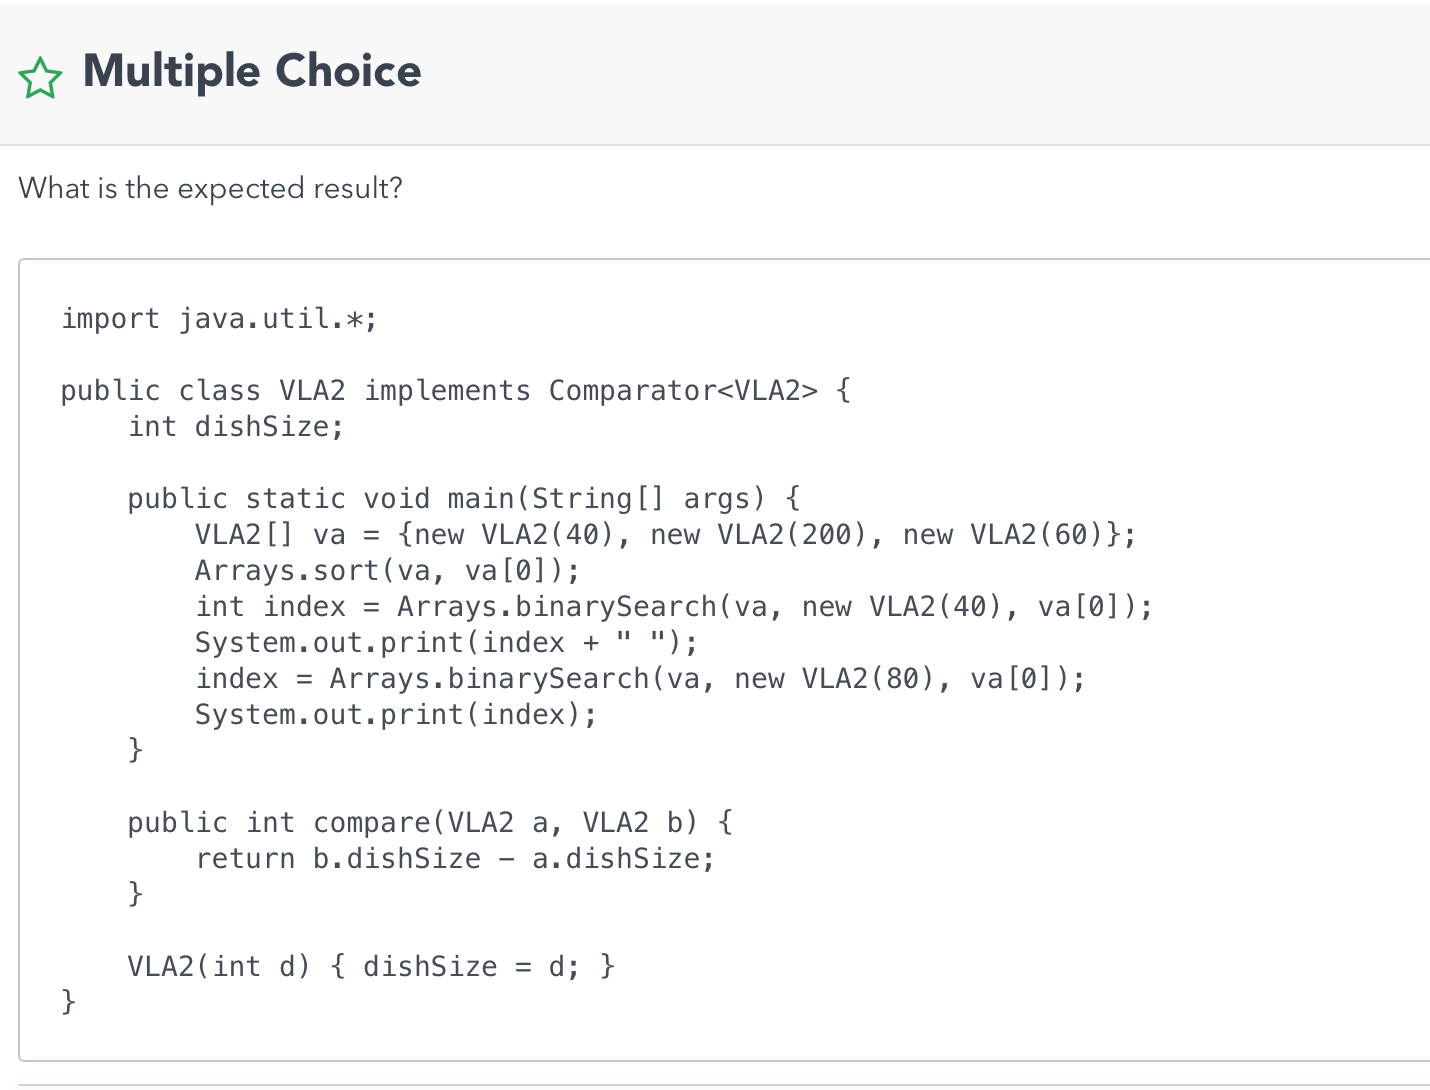 Multiple Choice
What is the expected result?
import java.util.*;
public class VLA2 implements Comparator<VLA2> {
int dishSize;
public static void main(String[] args) {
VLA2[] va = {new VLA2(40), new VLA2(200), new VLA2(60)};
Arrays.sort(va, va[0]);
int index = Arrays.binarySearch(va, new VLA2(40), va[0]);
System.out.print(index + " ");
index = Arrays.binarySearch(va, new VLA2(80), va[0]);
System.out.print(index);
}
public int compare(VLA2 a, VLA2 b) {
return b.dishSize - a.dishSize;
}
VLA2(int d) { dishSize = d; }
}